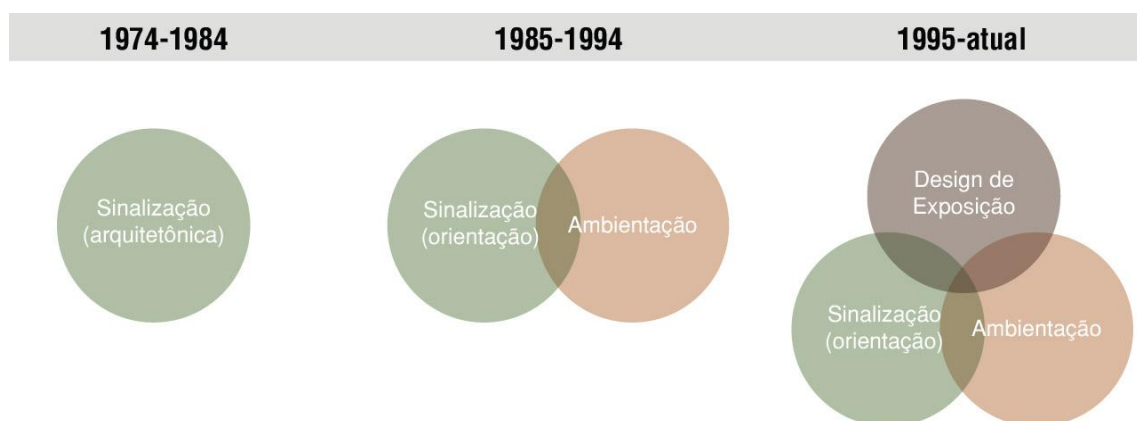 1974-1984
1985-1994
1995-atual
Sinalização
(arquitetônica)
Sinalização
(orientação)
Ambientação
Design de
Exposição
Sinalização
(orientação)
Ambientação